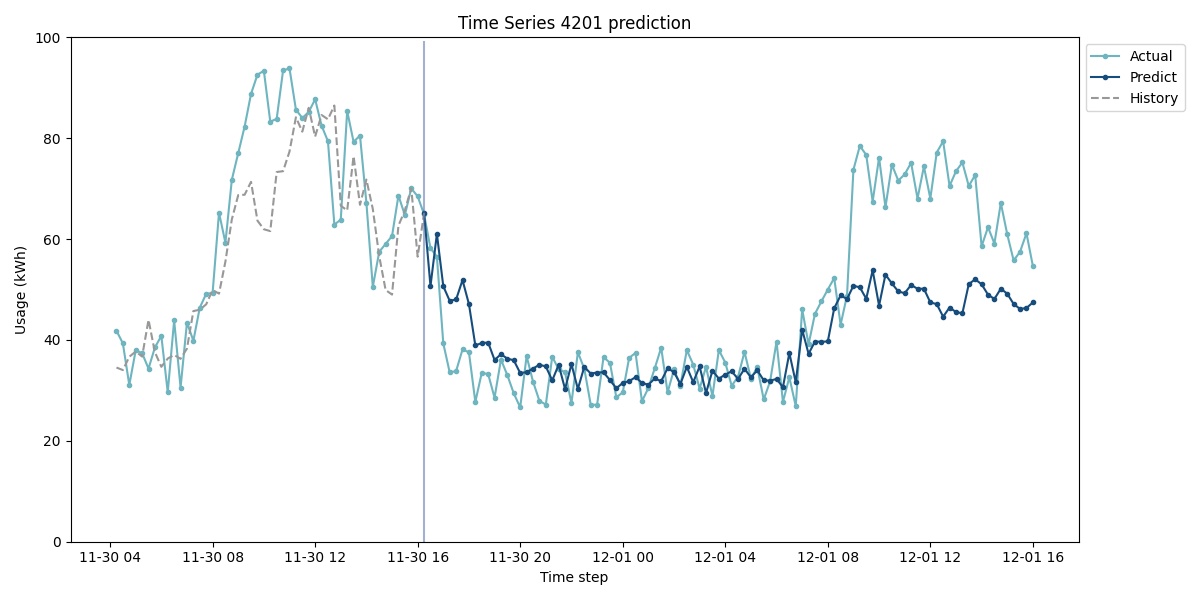 Time Series 4201 prediction
Usage (kWh)
100
80
60
40
20
0
11-30 04
11-30 08
11-30 12
11-30 16
11-30 20
12-01 00
12-01 04
12-01 08
12-01 12
12-01 16
Time step
Actual
Predict
History